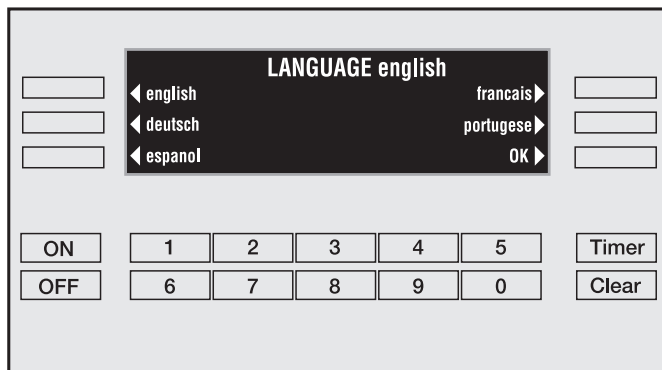 LANGUAGE english
english francais
deutsch portugese
espanol OK
ON 1 2 3 4 5 Timer
OFF 6 7 8 9 0 Clear